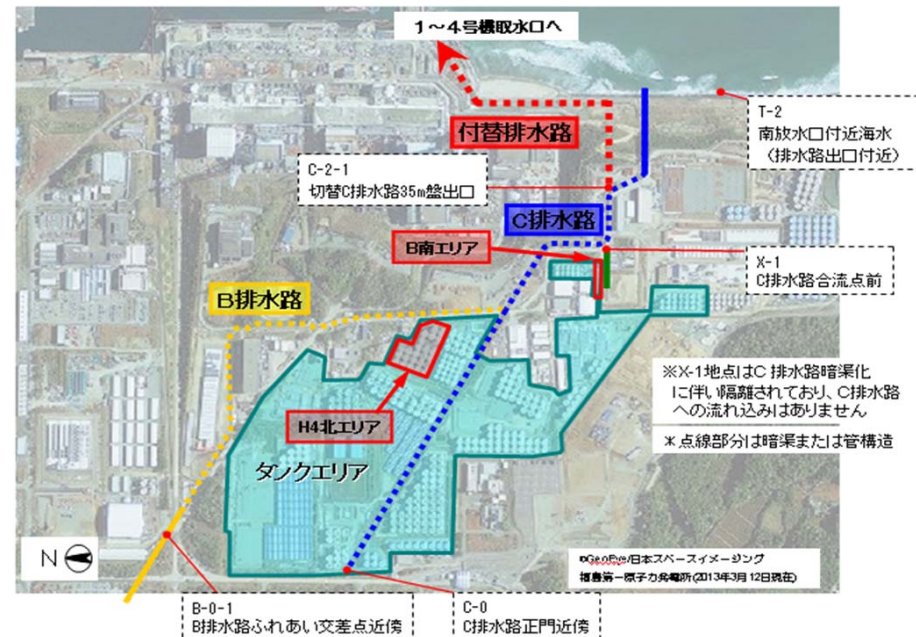 1～4号機取水口へ
T-2
南放水口付近海水
(排水路出口付近)
付替排水路
C-2-1
切替C排水路35m盤出口
C排水路
B南エリア
X-1
C排水路合流点前
B排水路
※X-1地点はC排水路暗渠化
に伴い隔離されており、C排水路
への流れ込みはありません
H4北エリア
＊点線部分は暗渠または管構造
タンクエリア
N
©GeoEye/日本スペースイメージング
福島第一原子力発電所(2013年3月12日現在)
B-0-1
B排水路ふれあい交差点近傍
C-0
C排水路正門近傍